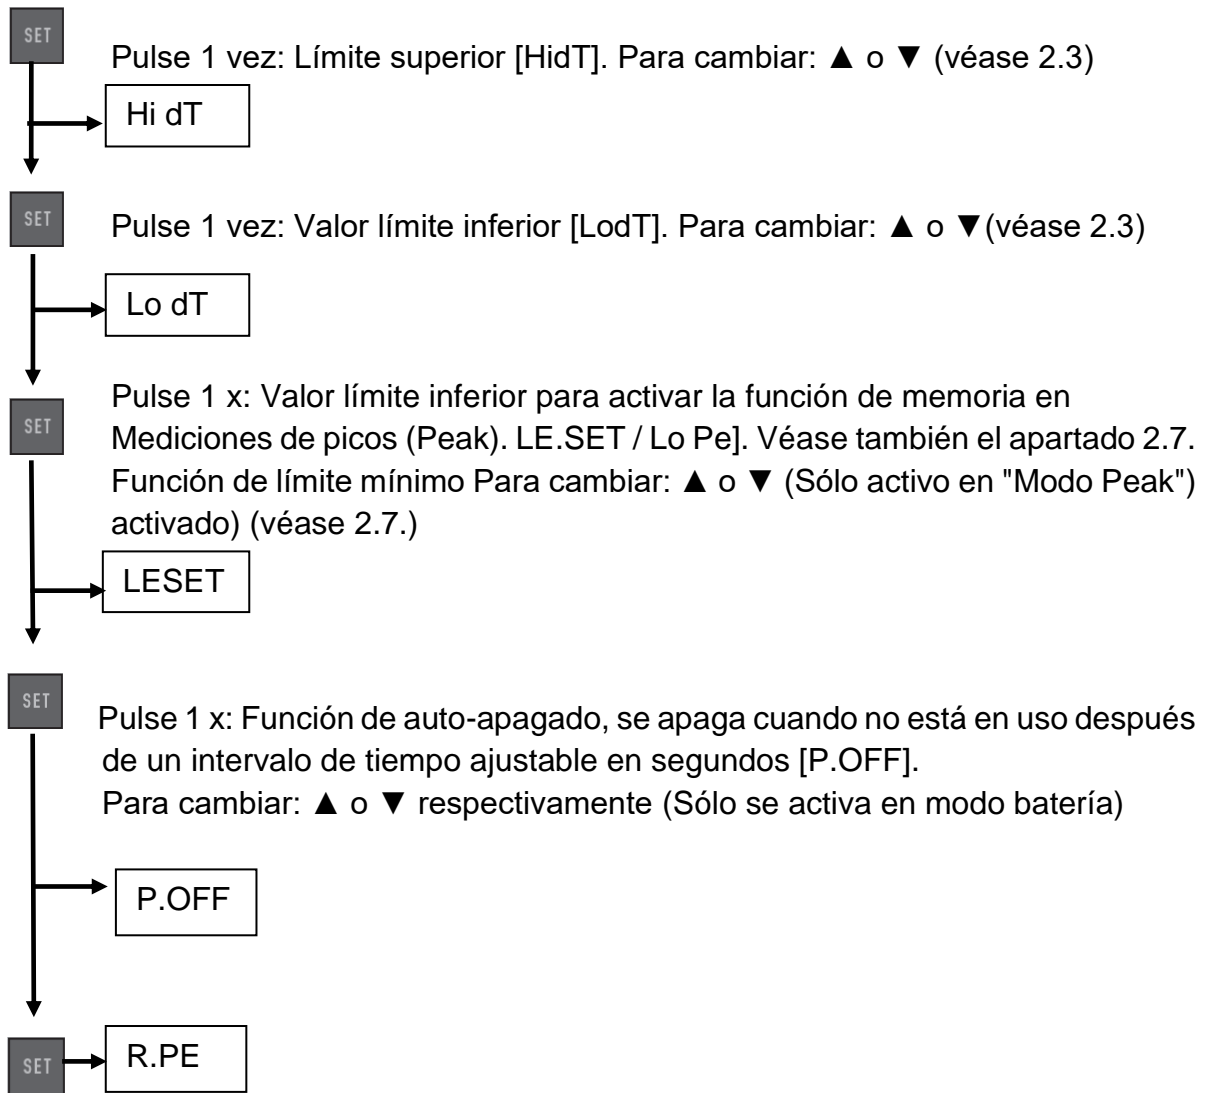 SET
Pulse 1 vez: Límite superior [HidT]. Para cambiar: ▲ o ▼ (véase 2.3)
Hi dT
SET
Pulse 1 vez: Valor límite inferior [LodT]. Para cambiar: ▲ o ▼(véase 2.3)
Lo dT
SET
Pulse 1 x: Valor límite inferior para activar la función de memoria en
Mediciones de picos (Peak). LE.SET / Lo Pe]. Véase también el apartado 2.7.
Función de límite mínimo Para cambiar: ▲ o ▼ (Sólo activo en "Modo Peak")
activado) (véase 2.7.)
LESET
SET
Pulse 1 x: Función de auto-apagado, se apaga cuando no está en uso después
de un intervalo de tiempo ajustable en segundos [P.OFF].
Para cambiar: ▲ o ▼ respectivamente (Sólo se activa en modo batería)
P.OFF
SET
R.PE